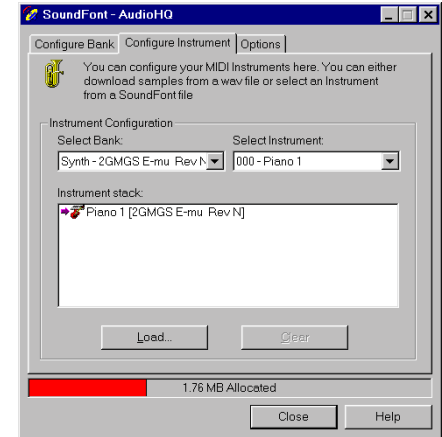 SoundFont - AudioHQ
Configure Bank Configure Instrument Options
You can configure your MIDI Instruments here. You can either
download samples from a wav file or select an Instrument
from a SoundFont file
Instrument Configuration
Select Bank: Select Instrument:
Synth - 2GMGS E-mu Rev N 000 - Piano 1
Instrument stack:
Piano 1 [2GMGS E-mu Rev N]
Load... Clear
1.76 MB Allocated
Close Help